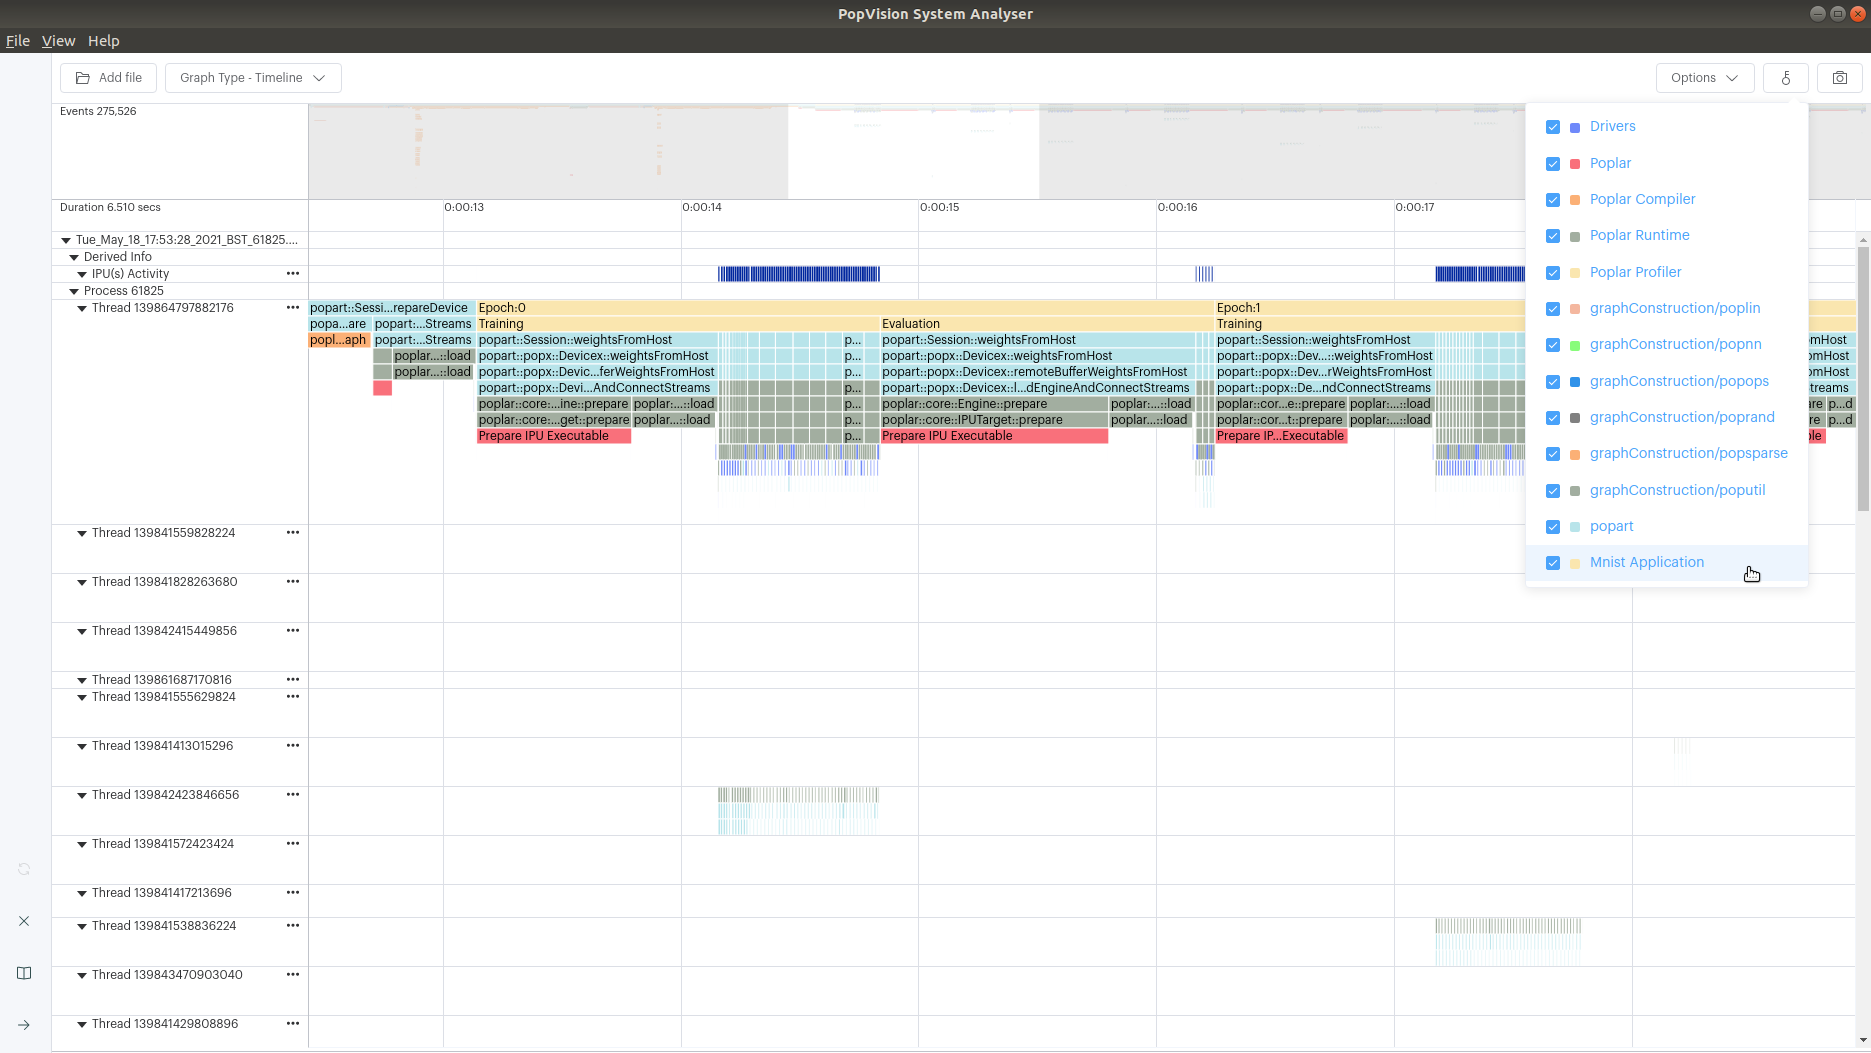 PopVision System Analyser
File View Help
Add file
Graph Type - Timeline
Options
Events 275,526
Duration 6.510 secs
0:00:13 0:00:14 0:00:15 0:00:16 0:00:17
Tue_May_18_17:53:28_2021_BST_61825....
Derived Info
IPU(s) Activity •••
Process 61825
Thread 139864797882176 •••
popart::Sessi...repareDevice Epoch:0 Epoch:1
popa...are popart:...Streams Training Evaluation Training
popl...aph popart:...Streams popart::Session::weightsFromHost p... popart::Session::weightsFromHost popart::Session::weightsFromHost omHost
poplar...::load popart::popx::Devicex::weightsFromHost p... popart::popx::Devicex::weightsFromHost popart::popx::Dev...::weightsFromHost omHost
poplar...::load popart::popx::Devic...ferWeightsFromHost p... popart::popx::Devicex::remoteBufferWeightsFromHost popart::popx::Dev...rWeightsFromHost omHost
popart::popx::Devi...AndConnectStreams p... popart::popx::Devicex::l...dEngineAndConnectStreams popart::popx::De...ndConnectStreams treams
poplar::core:...ine::prepare poplar:...::load p... poplar::core::Engine::prepare poplar:...::load poplar::cor...e::prepare poplar:...::load are p...d
poplar::core:...get::prepare poplar:...::load p... poplar::core::IPUTarget::prepare poplar:...::load poplar::cor...t::prepare poplar:...::load re p...d
Prepare IPU Executable p... Prepare IPU Executable Prepare IP...Executable le
Thread 139841559828224 •••
Thread 139841828263680 •••
Thread 139842415449856 •••
Thread 139861687170816 •••
Thread 139841555629824 •••
Thread 139841413015296 •••
Thread 139842423846656 •••
Thread 139841572423424 •••
Thread 139841417213696 •••
Thread 139841538836224 •••
Thread 139843470903040 •••
Thread 139841429808896 •••
Drivers
Poplar
Poplar Compiler
Poplar Runtime
Poplar Profiler
graphConstruction/poplin
graphConstruction/popnn
graphConstruction/popops
graphConstruction/poprand
graphConstruction/popsparse
graphConstruction/poputil
popart
Mnist Application